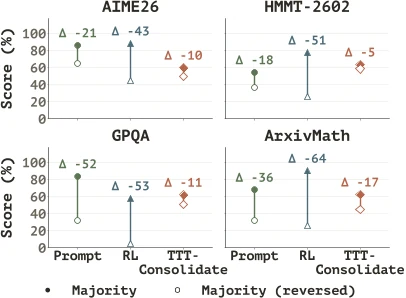 AIME26
HMMT-2602
Score (%)
100
80
60
40
20
0
Δ -21
Δ -43
Δ -10
Δ -18
Δ -51
Δ -5
GPQA
ArxivMath
Score (%)
100
80
60
40
20
0
Δ -52
Δ -53
Δ -11
Δ -36
Δ -64
Δ -17
Prompt RL TTT-Consolidate
Prompt RL TTT-Consolidate
Majority Majority (reversed)